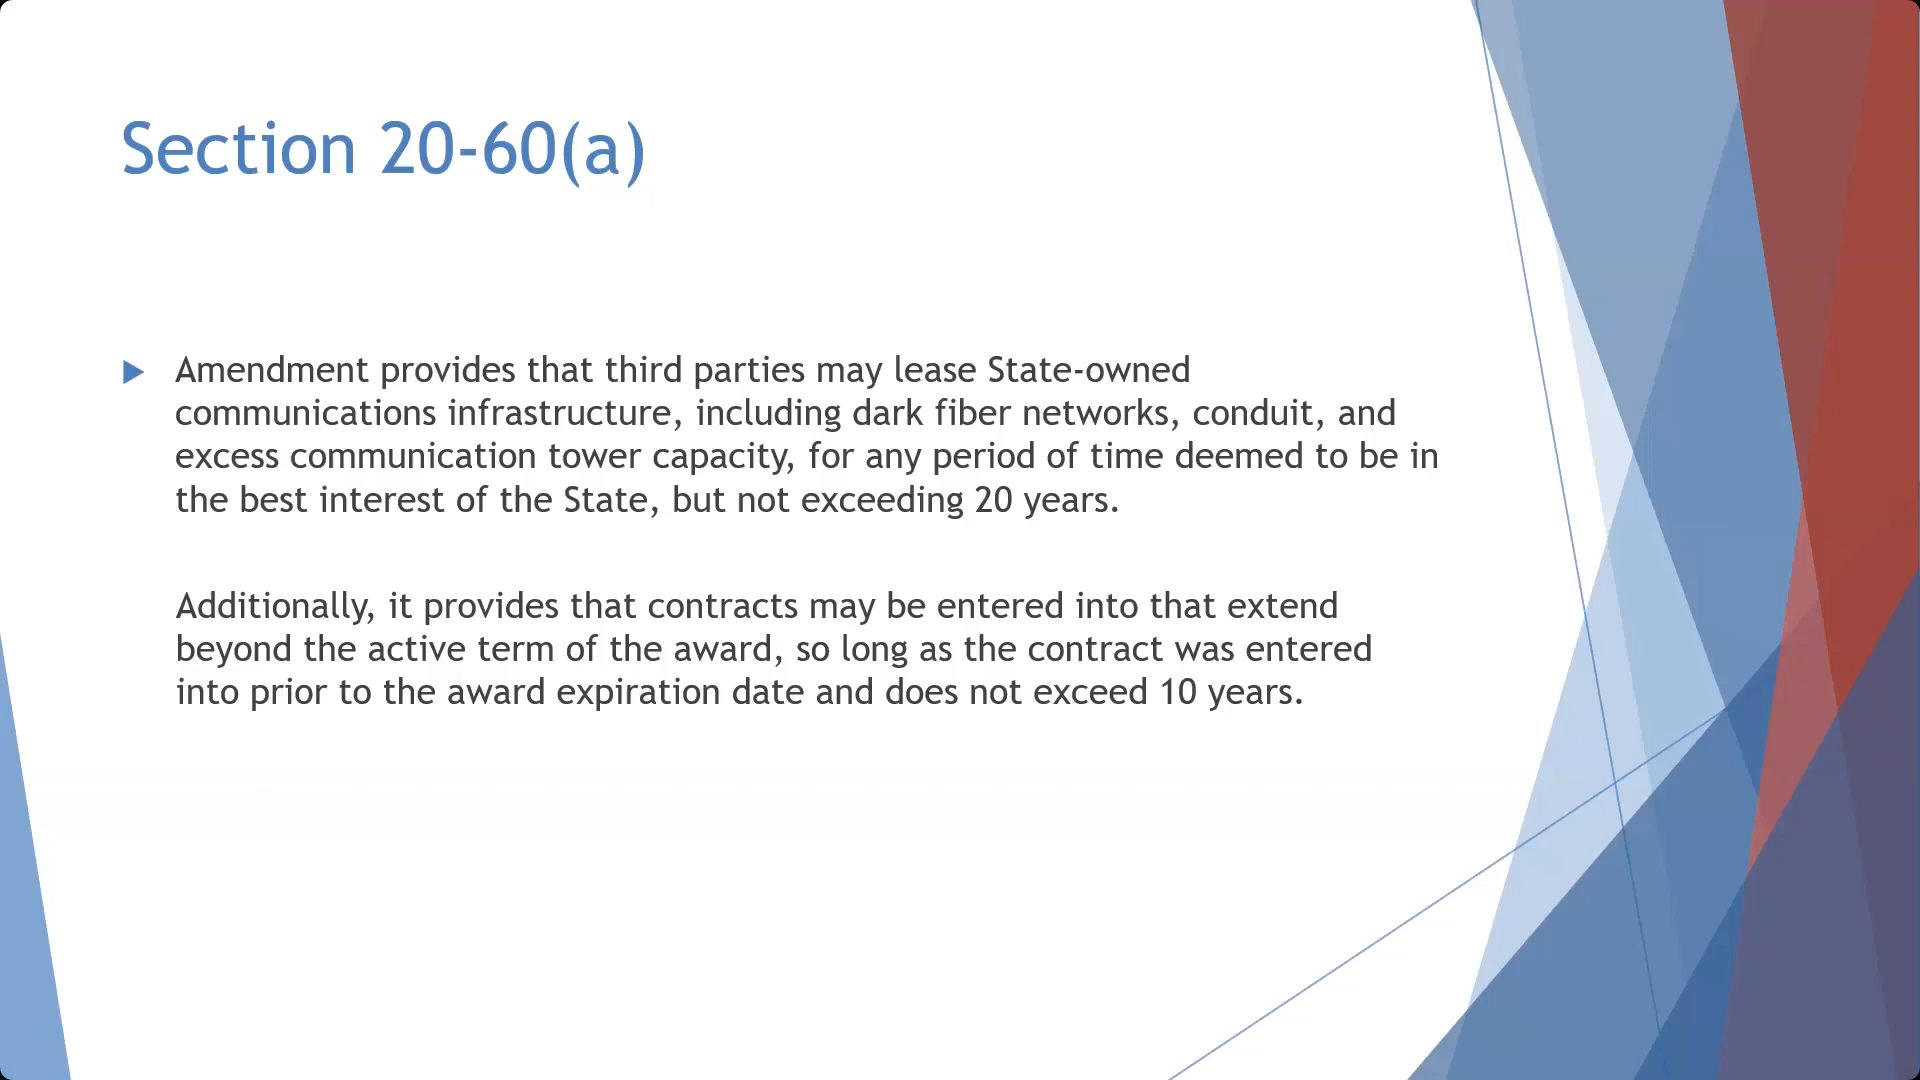 Section 20-60(a)
Amendment provides that third parties may lease State-owned
communications infrastructure, including dark fiber networks, conduit, and
excess communication tower capacity, for any period of time deemed to be in
the best interest of the State, but not exceeding 20 years.
Additionally, it provides that contracts may be entered into that extend
beyond the active term of the award, so long as the contract was entered
into prior to the award expiration date and does not exceed 10 years.